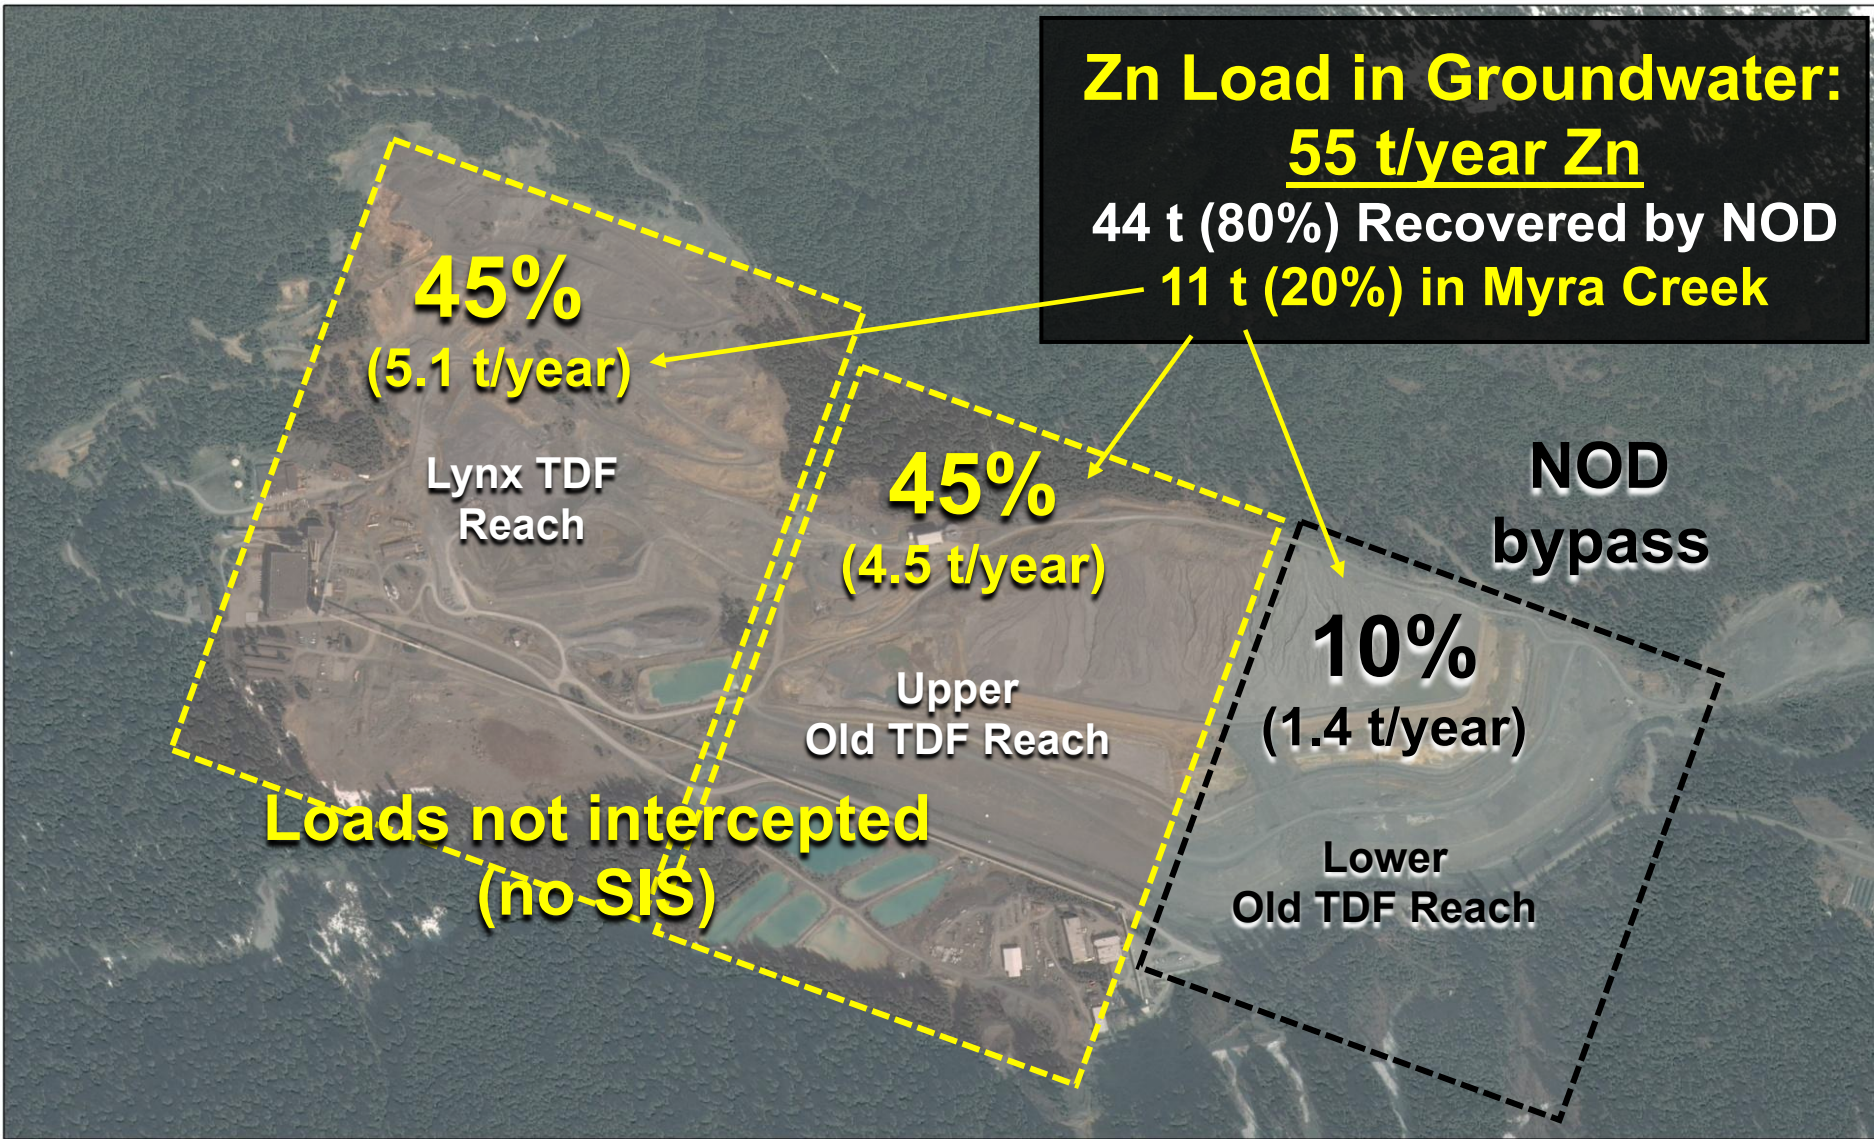 Zn Load in Groundwater:
55 t/year Zn
44 t (80%) Recovered by NOD
11 t (20%) in Myra Creek
45%
(5.1 t/year)
Lynx TDF
Reach
45%
(4.5 t/year)
Upper
Old TDF Reach
NOD
bypass
10%
(1.4 t/year)
Lower
Old TDF Reach
Loads not intercepted
(no SIS)